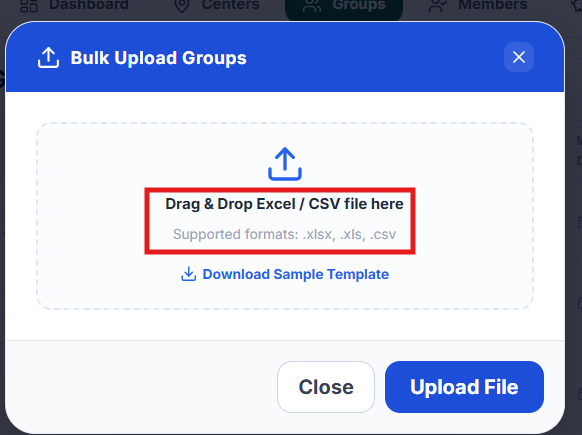 Dashboard Centers Groups Members
Bulk Upload Groups
Drag & Drop Excel / CSV file here
Supported formats: .xlsx, .xls, .csv
Download Sample Template
Close Upload File